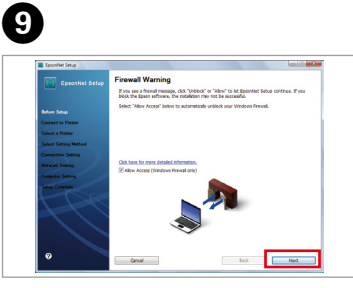 9
EpsonNet Setup
EpsonNet Setup
Firewall Warning
If you see a firewall message, click "Unblock" or "Allow" to let EpsonNet Setup continue. If you
block the Epson software, the installation may not be successful.
Select "Allow Access" below to automatically unblock your Windows Firewall.
Before Setup
Connect to Printer
Select a Printer
Select Setting Method
Connection Setting
Network Setting
Computer Setting
Setup Complete
Click here for more detailed information.
Allow Access (Windows Firewall only)
?
Cancel
Back
Next